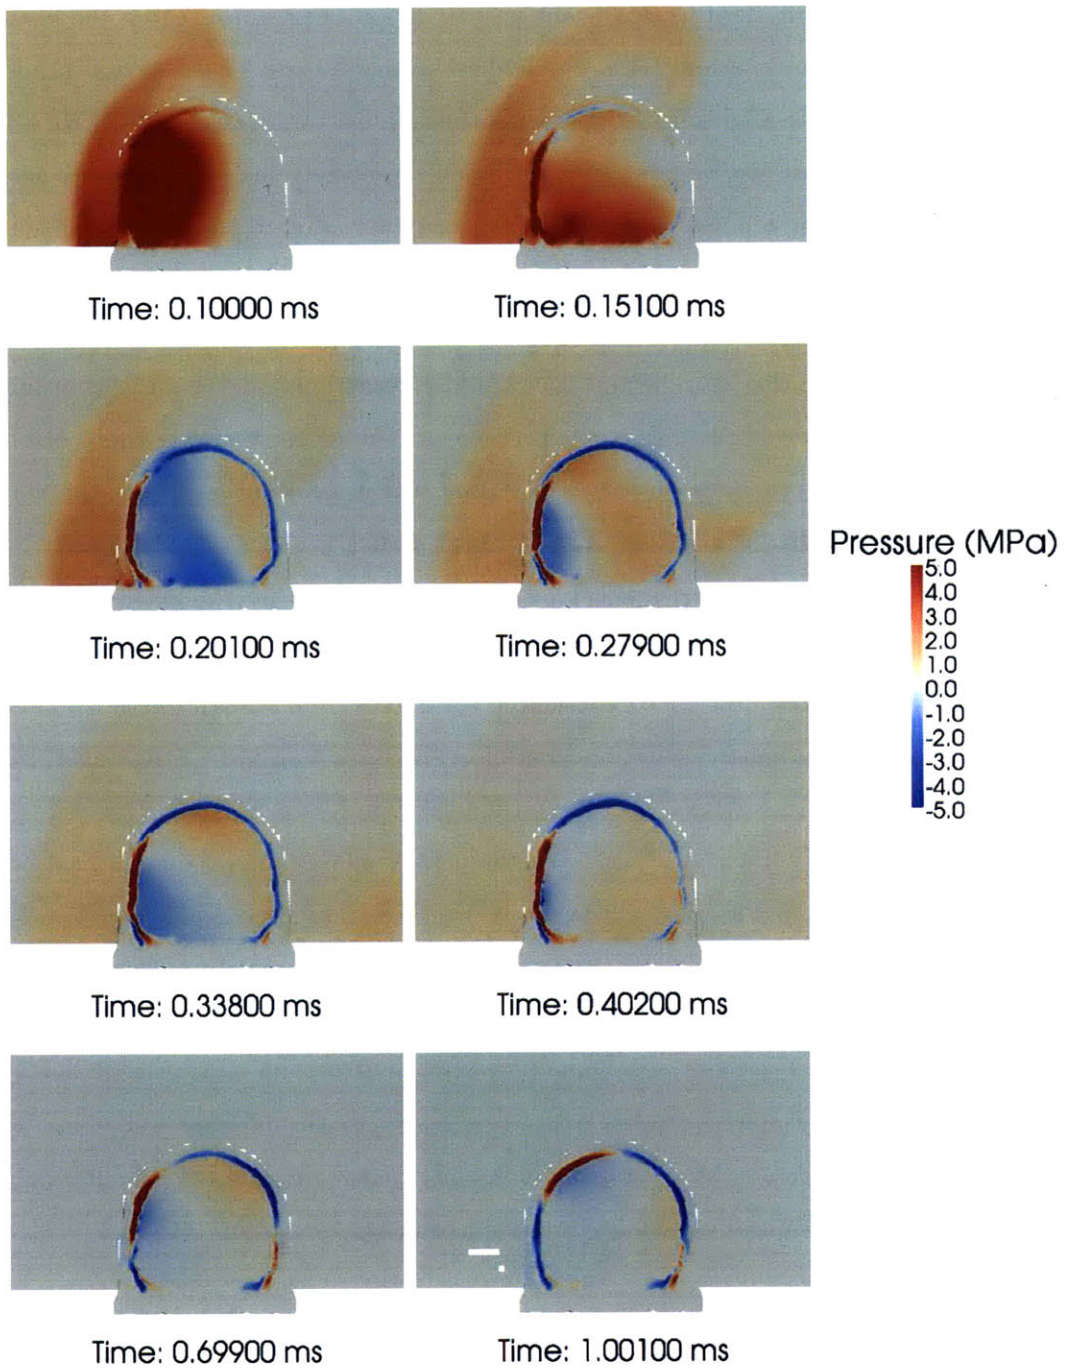 Time: 0.10000 ms
Time: 0.15100 ms
Time: 0.20100 ms
Time: 0.27900 ms
Pressure (MPa)
5.0
4.0
3.0
2.0
1.0
0.0
-1.0
-2.0
-3.0
-4.0
-5.0
Time: 0.33800 ms
Time: 0.40200 ms
Time: 0.69900 ms
Time: 1.00100 ms